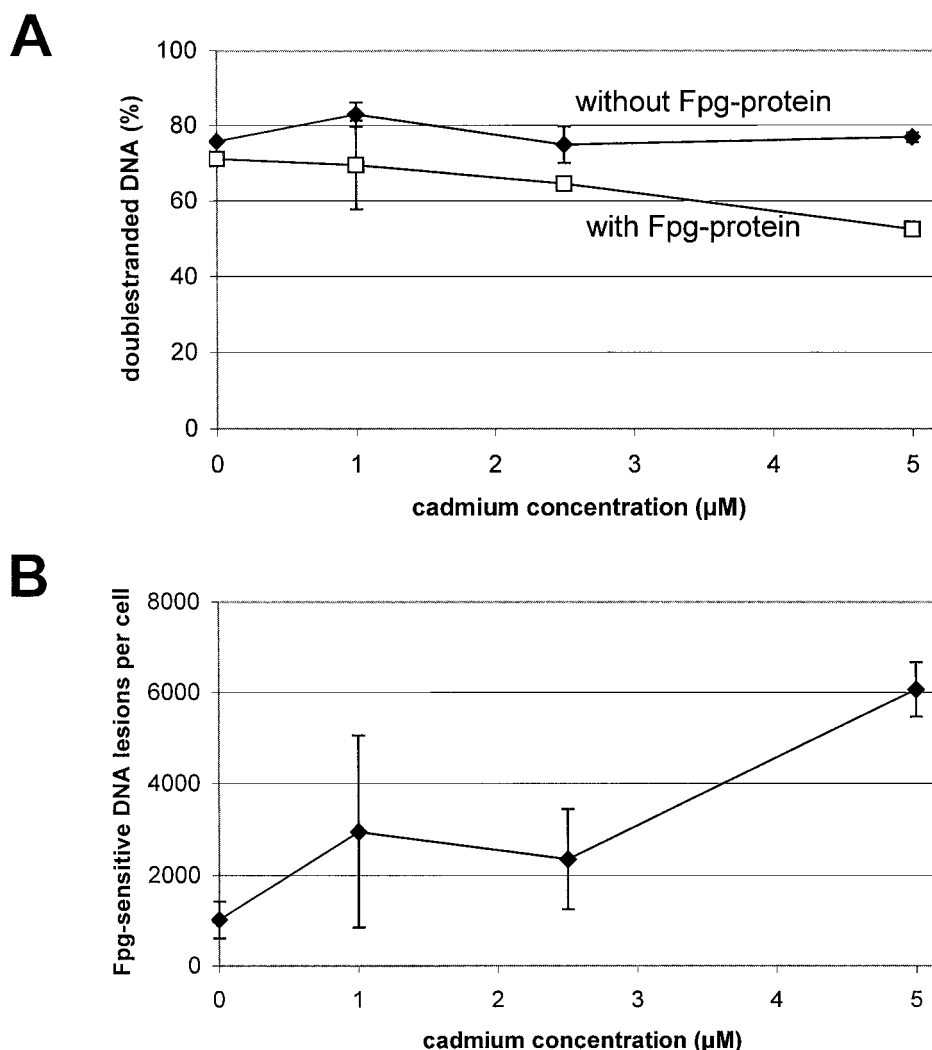 A
doublestranded DNA (%)
100
80
60
40
20
0
without Fpg-protein
with Fpg-protein
0 1 2 3 4 5
cadmium concentration (µM)
B
Fpg-sensitive DNA lesions per cell
8000
6000
4000
2000
0
0 1 2 3 4 5
cadmium concentration (µM)